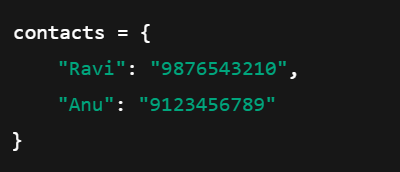 contacts = {
    "Ravi": "9876543210",
    "Anu": "9123456789"
}